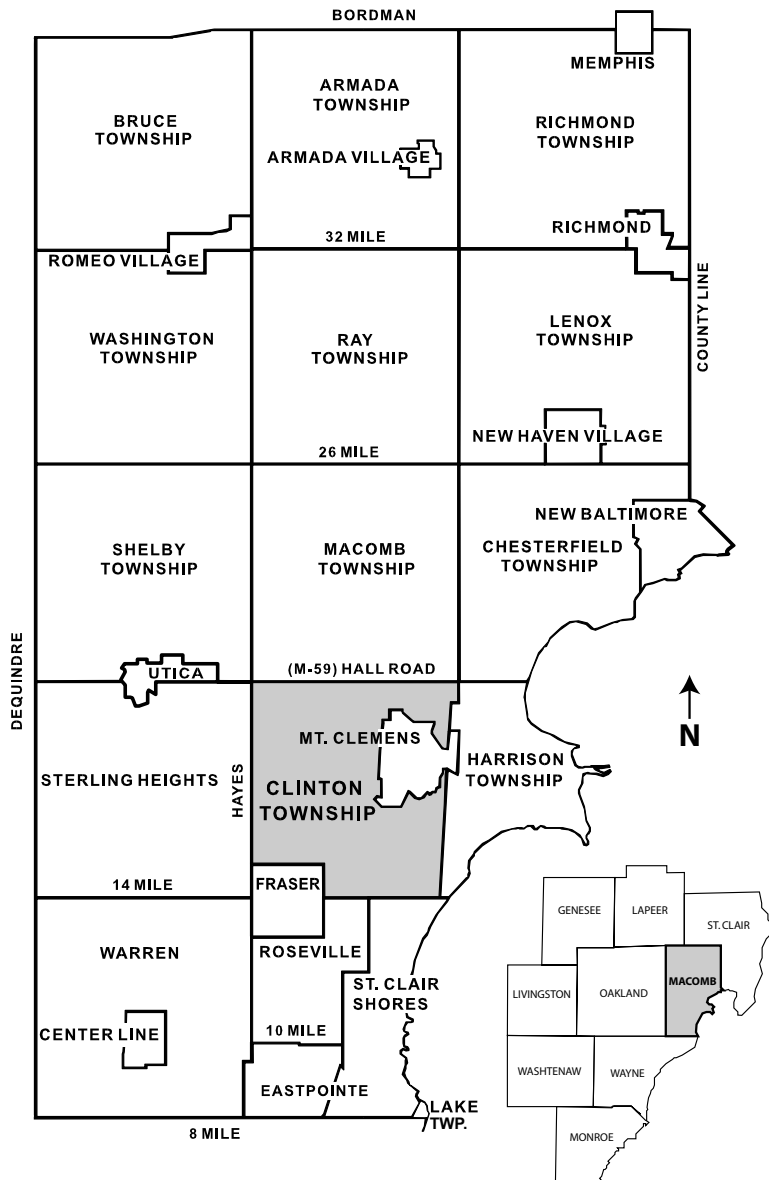 BORDMAN
MEMPHIS
ARMADA
TOWNSHIP
BRUCE
TOWNSHIP
RICHMOND
TOWNSHIP
ARMADA VILLAGE
RICHMOND
32 MILE
ROMEO VILLAGE
COUNTY LINE
WASHINGTON
TOWNSHIP
RAY
TOWNSHIP
LENOX
TOWNSHIP
NEW HAVEN VILLAGE
26 MILE
NEW BALTIMORE
SHELBY
TOWNSHIP
MACOMB
TOWNSHIP
CHESTERFIELD
TOWNSHIP
DEQUINDRE
UTICA
(M-59) HALL ROAD
N
MT. CLEMENS
STERLING HEIGHTS
HAYES
CLINTON
TOWNSHIP
HARRISON
TOWNSHIP
14 MILE
FRASER
WARREN
ROSEVILLE
ST. CLAIR
SHORES
CENTER LINE
10 MILE
EASTPOINTE
LAKE
TWP.
8 MILE
GENESEE
LAPEER
ST. CLAIR
LIVINGSTON
OAKLAND
MACOMB
WASHTENAW
WAYNE
MONROE